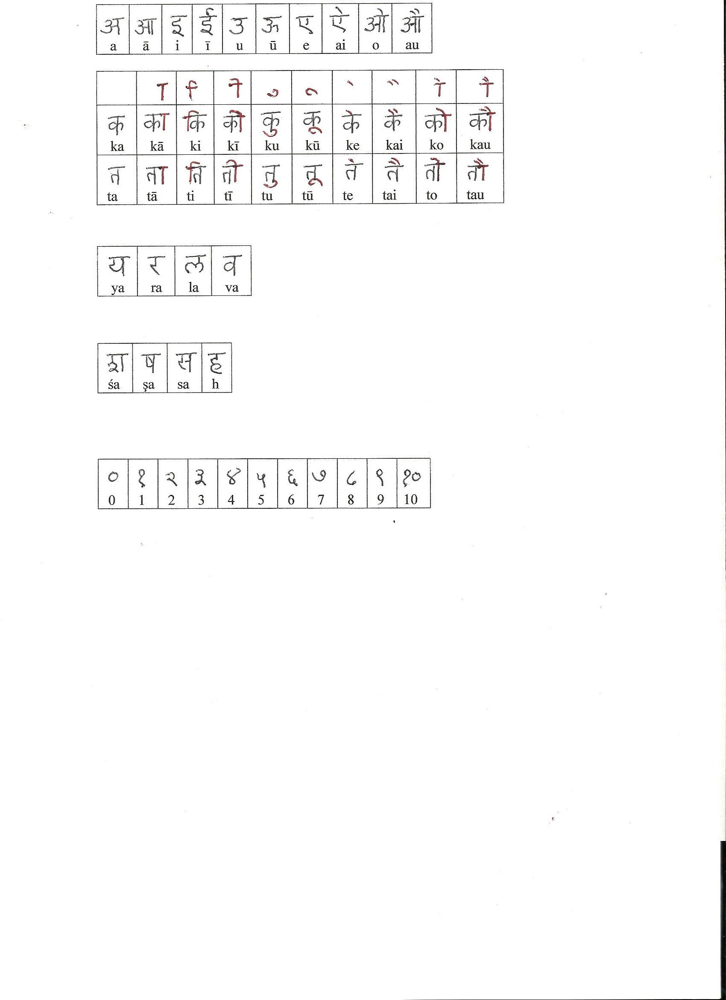 अ आ इ ई उ ऊ ए ऐ ओ औ
a ā i ī u ū e ai o au
ा ि ी ु ू े ै ो ौ
क का कि की कु कू के कै को कौ
ka kā ki kī ku kū ke kai ko kau
त ता ति ती तु तू ते तै तो तौ
ta tā ti tī tu tū te tai to tau
य र ल व
ya ra la va
श ष स ह
śa şa sa h
० १ २ ३ ४ ५ ६ ७ ८ ९ १०
0 1 2 3 4 5 6 7 8 9 10